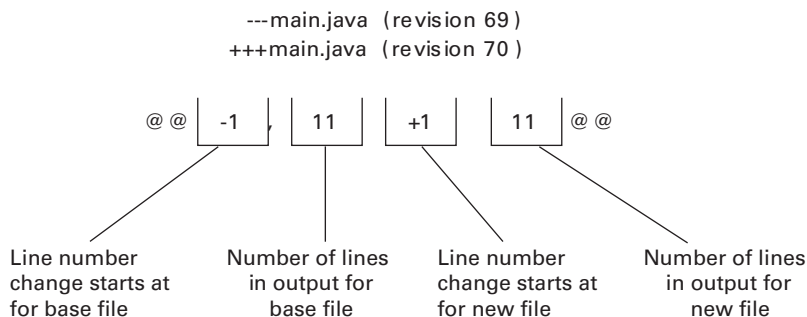 ---main.java (revision 69)
+++main.java (revision 70)
@@ -1 , 11 +1 11 @@
Line number
change starts at
for base file
Number of lines
in output for
base file
Line number
change starts at
for new file
Number of lines
in output for
new file